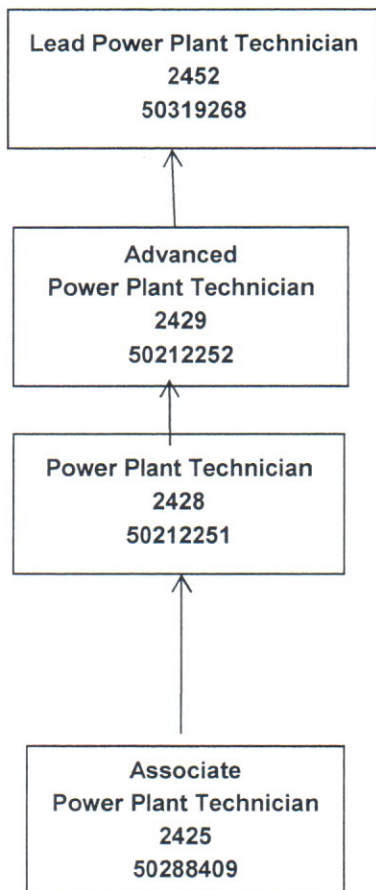 Lead Power Plant Technician
2452
50319268
Advanced
Power Plant Technician
2429
50212252
Power Plant Technician
2428
50212251
Associate
Power Plant Technician
2425
50288409